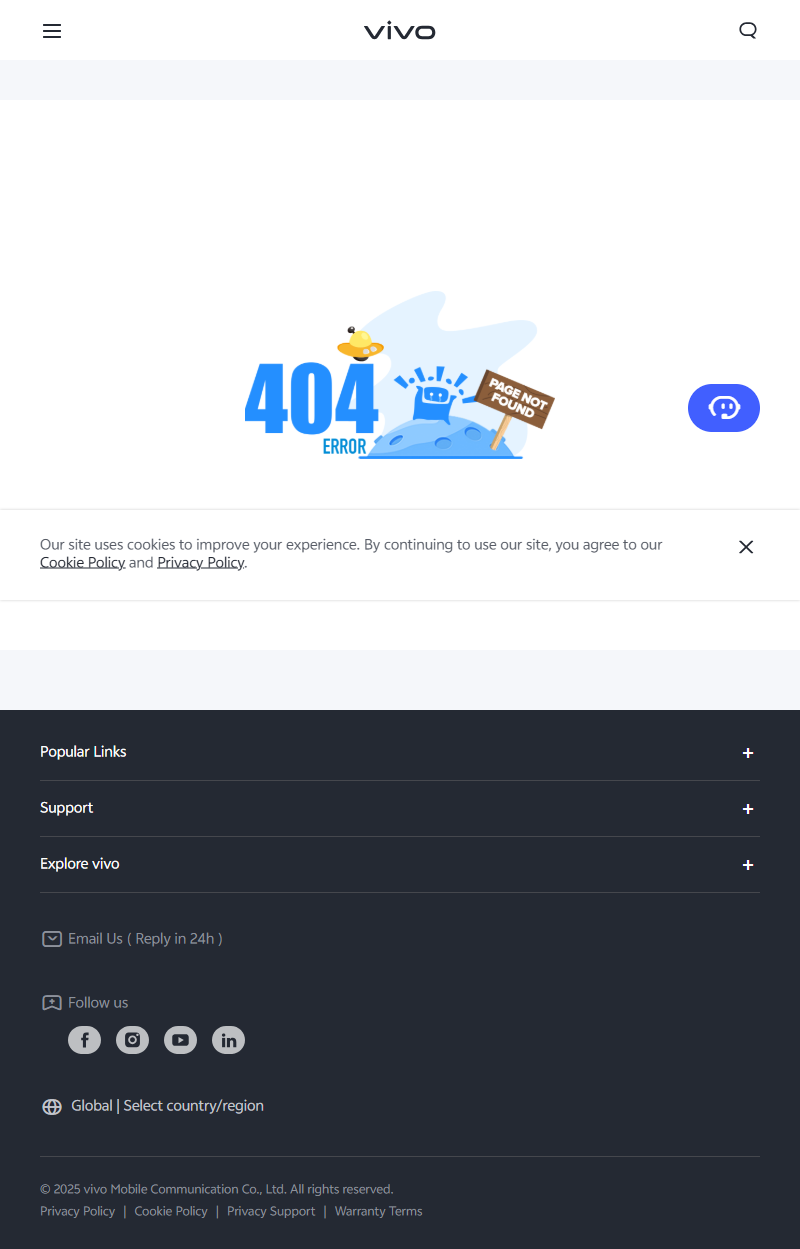 vivo
404
ERROR
PAGE NOT
FOUND
Our site uses cookies to improve your experience. By continuing to use our site, you agree to our
Cookie Policy and Privacy Policy.
Popular Links
Support
Explore vivo
Email Us ( Reply in 24h )
Follow us
Global | Select country/region
© 2025 vivo Mobile Communication Co., Ltd. All rights reserved.
Privacy Policy | Cookie Policy | Privacy Support | Warranty Terms